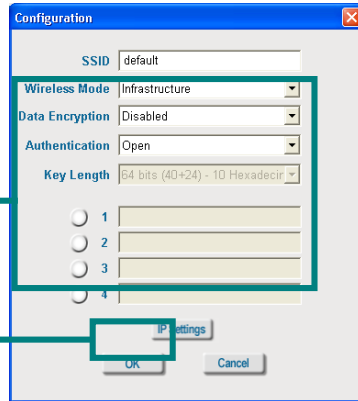 Configuration
SSID default
Wireless Mode Infrastructure
Data Encryption Disabled
Authentication Open
Key Length 64 bits (40+24) - 10 Hexadecir
1
2
3
4
IP Settings
OK Cancel